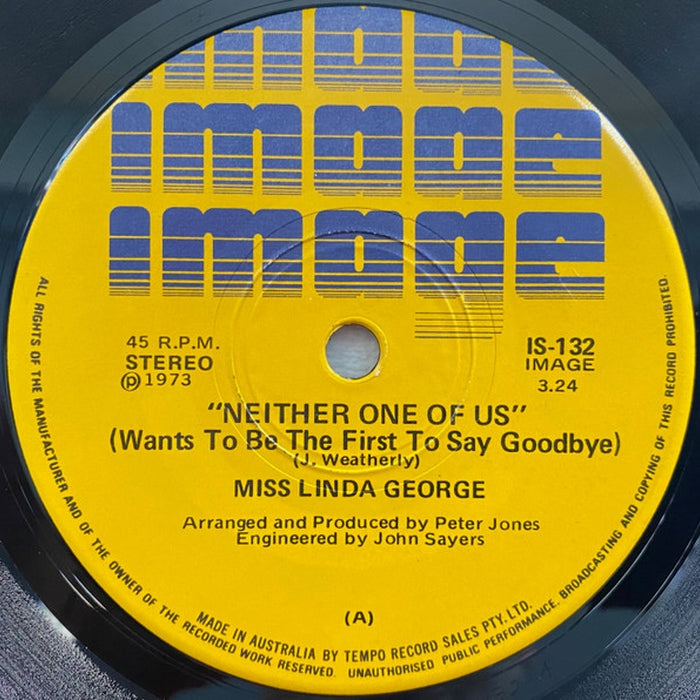 image
image
image
45 R.P.M.
STEREO
℗ 1973
IS-132
IMAGE
3.24
"NEITHER ONE OF US"
(Wants To Be The First To Say Goodbye)
(J. Weatherly)
MISS LINDA GEORGE
Arranged and Produced by Peter Jones
Engineered by John Sayers
(A)
MADE IN AUSTRALIA BY TEMPO RECORD SALES PTY. LTD.
ALL RIGHTS OF THE MANUFACTURER AND OF THE OWNER OF THE RECORDED WORK RESERVED. UNAUTHORISED PUBLIC PERFORMANCE, BROADCASTING AND COPYING OF THIS RECORD PROHIBITED.